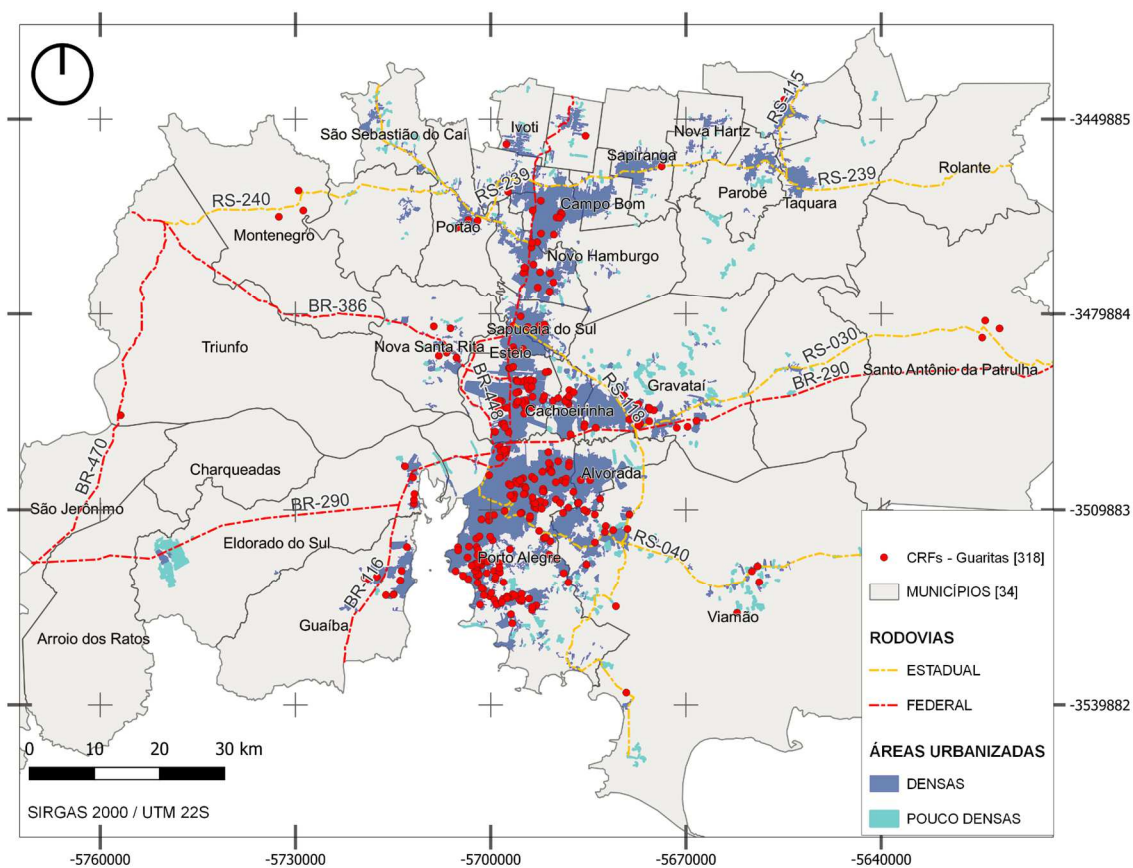 RS-115
-3449885
São Sebastião do Caí
Ivoti
Nova Hartz
Sapiranga
RS-239
RS-239
Rolante
RS-240
Parobé
Taquara
Campo Bom
Portão
Montenegro
Novo Hamburgo
BR-386
-3479884
Sapucaia do Sul
RS-030
Triunfo
Nova Santa Rita
Esteio
BR-448
RS-118
Gravataí
BR-290
Santo Antônio da Patrulha
Cachoeirinha
BR-470
Charqueadas
Alvorada
São Jerônimo
BR-290
-3509883
Eldorado do Sul
RS-040
Porto Alegre
BR-116
Guaíba
Viamão
Arroio dos Ratos
CRFs - Guaritas [318]
MUNICÍPIOS [34]
RODOVIAS
ESTADUAL
FEDERAL
-3539882
ÁREAS URBANIZADAS
DENSAS
POUCO DENSAS
0 10 20 30 km
SIRGAS 2000 / UTM 22S
-5760000 -5730000 -5700000 -5670000 -5640000